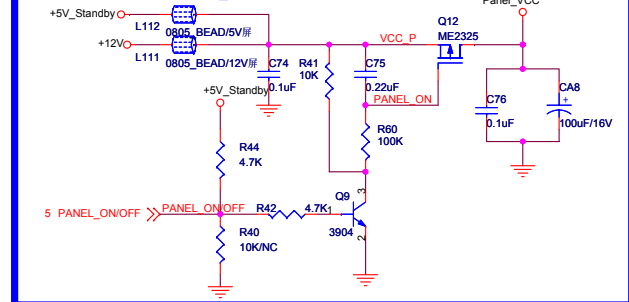 Panel_VCC
+5V_Standby
L112
0805_BEAD/5V屏
Q12
ME2325
+12V
VCC_P
L111
0805_BEAD/12V屏
C74
0.1uF
R41
10K
C75
0.22uF
+5V_Standby
PANEL_ON
C76
0.1uF
CA8
+
100uF/16V
R60
100K
R44
4.7K
Q9
3
5 PANEL_ON/OFF
PANEL_ON/OFF
R42
4.7K
1
3904
2
R40
10K/NC